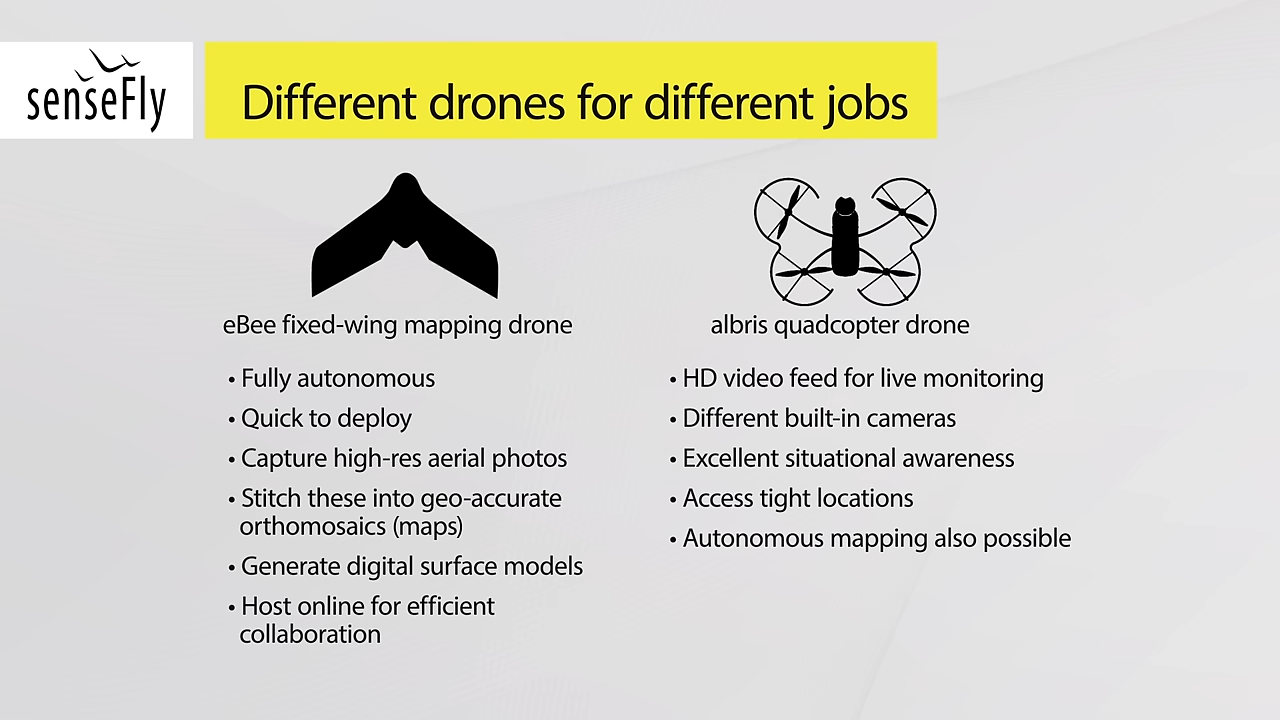 senseFly
Different drones for different jobs
eBee fixed-wing mapping drone
• Fully autonomous
• Quick to deploy
• Capture high-res aerial photos
• Stitch these into geo-accurate
orthomosaics (maps)
• Generate digital surface models
• Host online for efficient
collaboration
albris quadcopter drone
• HD video feed for live monitoring
• Different built-in cameras
• Excellent situational awareness
• Access tight locations
• Autonomous mapping also possible